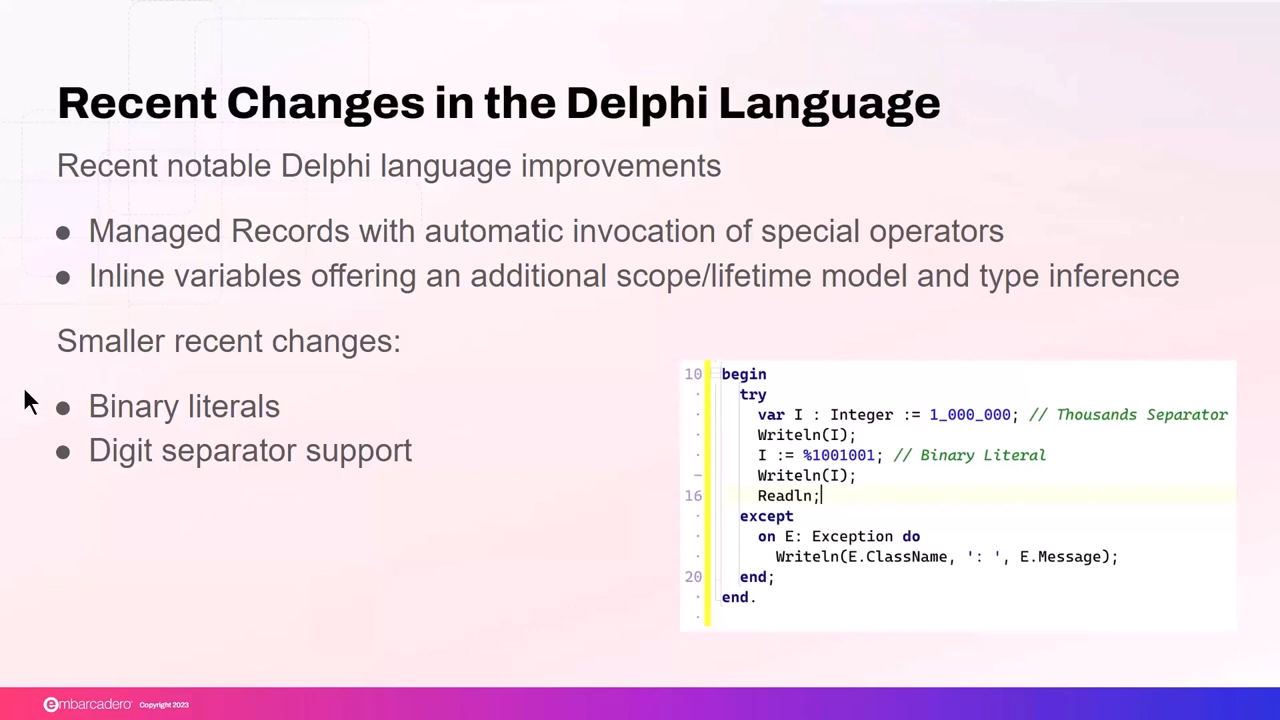 Recent Changes in the Delphi Language
Recent notable Delphi language improvements
● Managed Records with automatic invocation of special operators
● Inline variables offering an additional scope/lifetime model and type inference
Smaller recent changes:
● Binary literals
● Digit separator support
10 begin
try
var I : Integer := 1_000_000; // Thousands Separator
Writeln(I);
I := %1001001; // Binary Literal
Writeln(I);
16 Readln;
except
on E: Exception do
Writeln(E.ClassName, ': ', E.Message);
20 end;
end.
embarcadero Copyright 2023